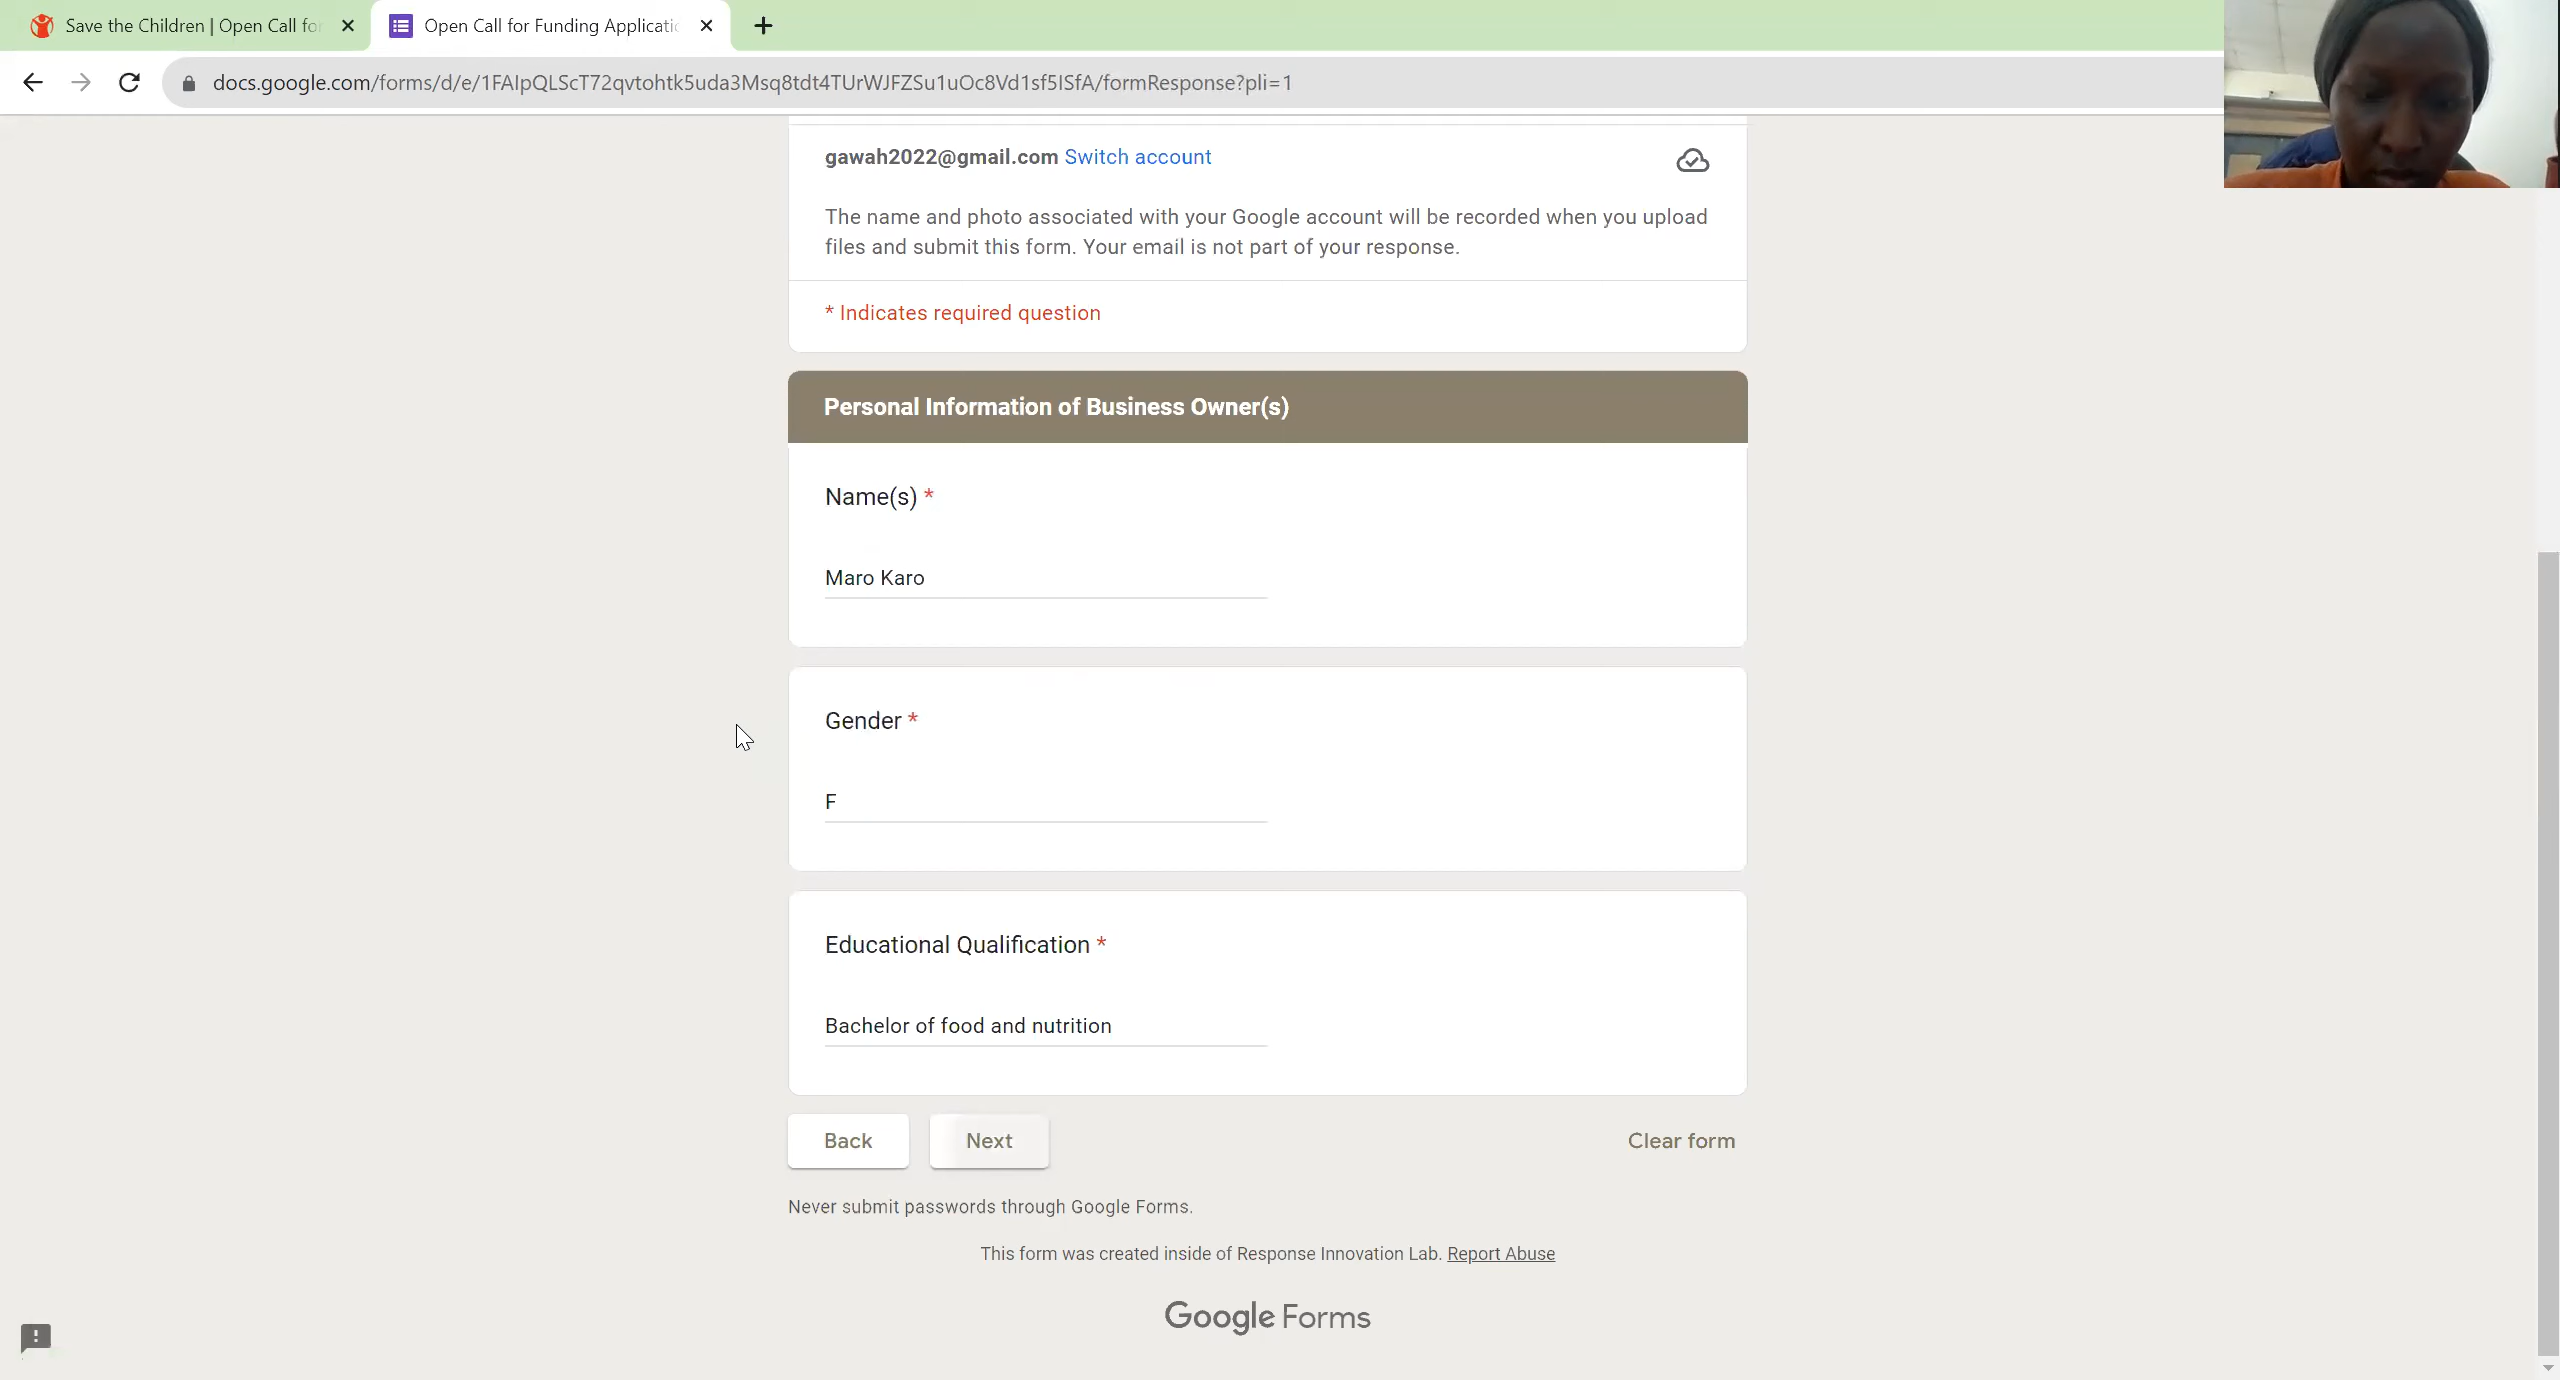 Save the Children | Open Call fo
Open Call for Funding Applicati
docs.google.com/forms/d/e/1FAIpQLScT72qvtohtk5uda3Msq8tdt4TUrWJFZSu1uOc8Vd1sf5ISfA/formResponse?pli=1
gawah2022@gmail.com Switch account
The name and photo associated with your Google account will be recorded when you upload
files and submit this form. Your email is not part of your response.
* Indicates required question
Personal Information of Business Owner(s)
Name(s) *
Maro Karo
Gender *
F
Educational Qualification *
Bachelor of food and nutrition
Back
Next
Clear form
Never submit passwords through Google Forms.
This form was created inside of Response Innovation Lab. Report Abuse
Google Forms